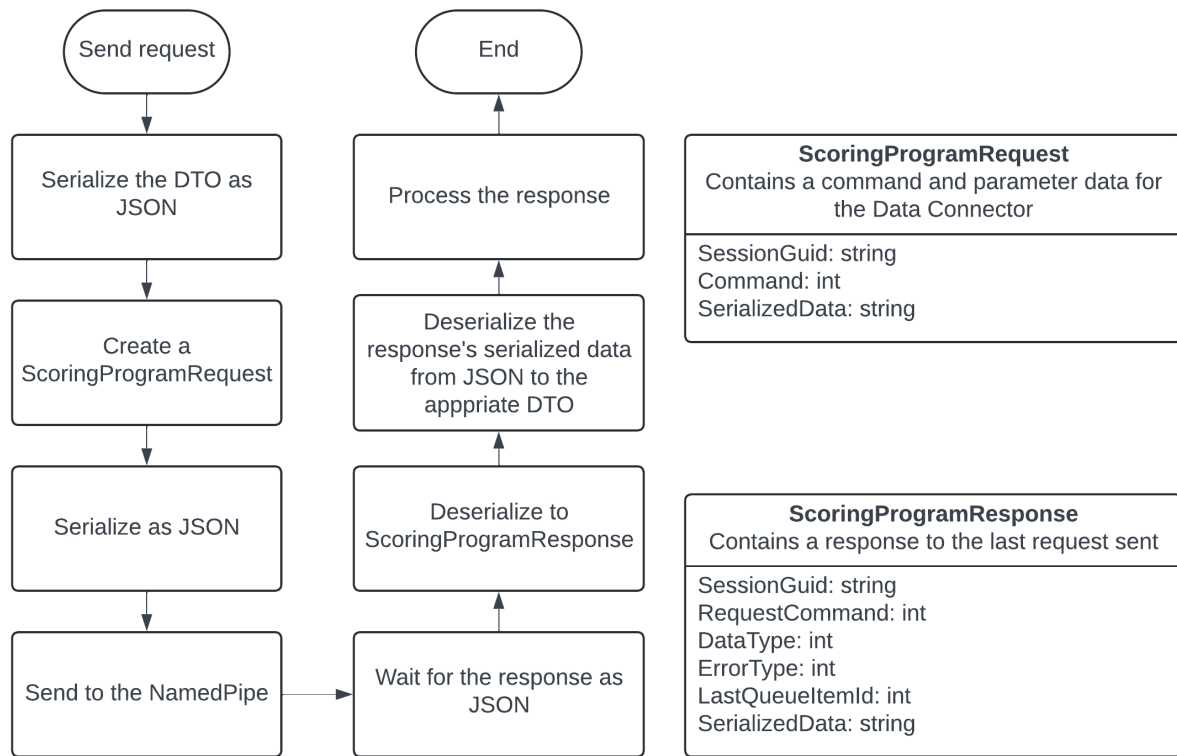 Send request
Serialize the DTO as
JSON
Create a
ScoringProgramRequest
Serialize as JSON
Send to the NamedPipe
Wait for the response as
JSON
Deserialize to
ScoringProgramResponse
Deserialize the
response's serialized data
from JSON to the
apppriate DTO
Process the response
End
ScoringProgramRequest
Contains a command and parameter data for
the Data Connector
SessionGuid: string
Command: int
SerializedData: string
ScoringProgramResponse
Contains a response to the last request sent
SessionGuid: string
RequestCommand: int
DataType: int
ErrorType: int
LastQueueItemId: int
SerializedData: string